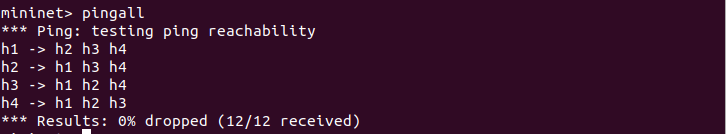 mininet> pingall
*** Ping: testing ping reachability
h1 -> h2 h3 h4
h2 -> h1 h3 h4
h3 -> h1 h2 h4
h4 -> h1 h2 h3
*** Results: 0% dropped (12/12 received)